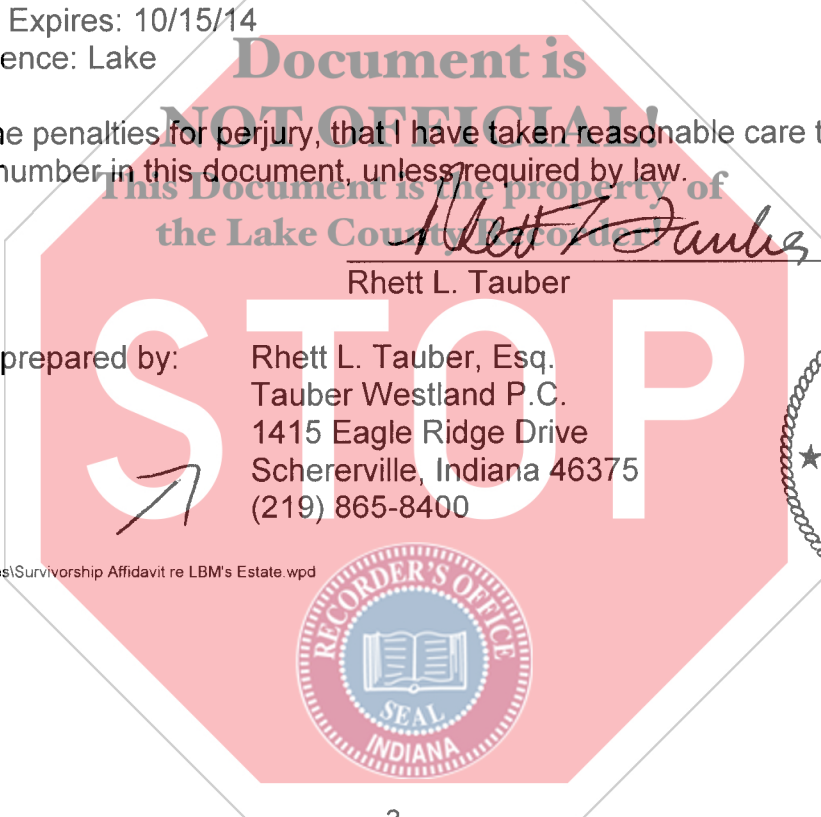 Expires: 10/15/14
ence: Lake
Document is
NOT OFFICIAL!
e penalties for perjury, that I have taken reasonable care t
number in this document, unless required by law.
This Document is the property of
the Lake County Recorder!
Rhett L. Tauber
Rhett L. Tauber
STOP
prepared by: Rhett L. Tauber, Esq.
Tauber Westland P.C.
1415 Eagle Ridge Drive
Schererville, Indiana 46375
(219) 865-8400
s\Survivorship Affidavit re LBM's Estate.wpd
RECORDER'S OFFICE
SEAL
INDIANA